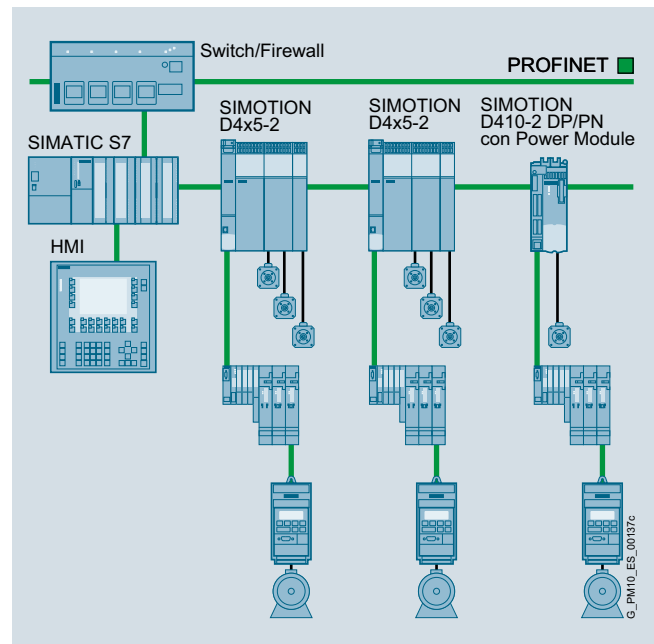 Switch/Firewall
PROFINET
SIMOTION
D4x5-2
SIMOTION
D4x5-2
SIMOTION
D410-2 DP/PN
con Power Module
SIMATIC S7
HMI
G_PM10_ES_00137c